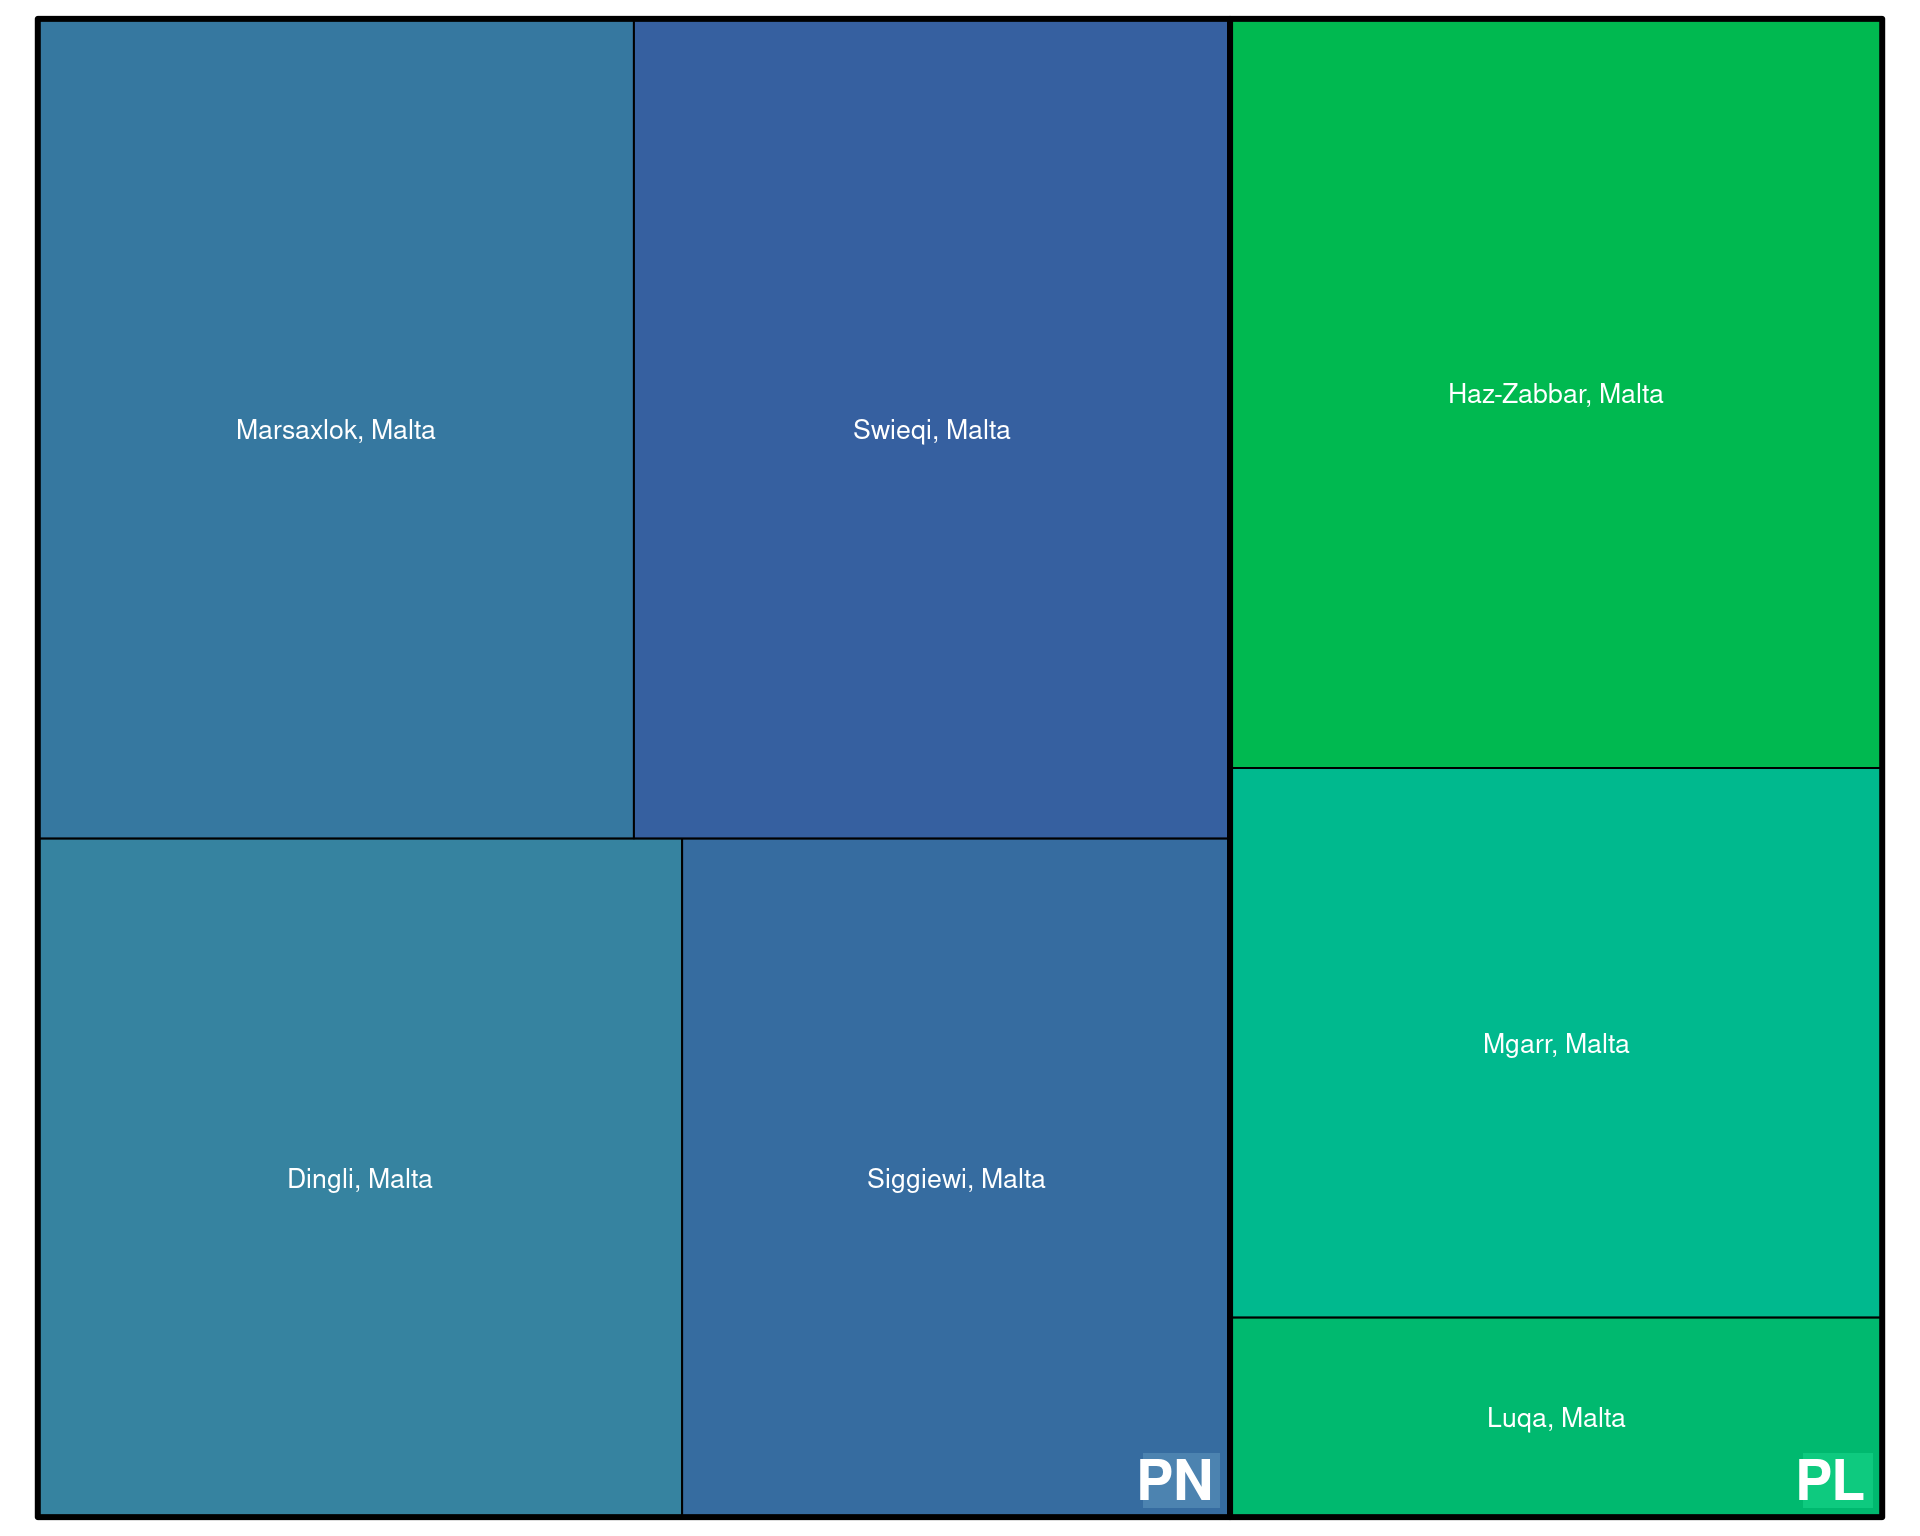 Marsaxlok, Malta
Swieqi, Malta
Haz-Zabbar, Malta
Mgarr, Malta
Dingli, Malta
Siggiewi, Malta
Luqa, Malta
PN
PL